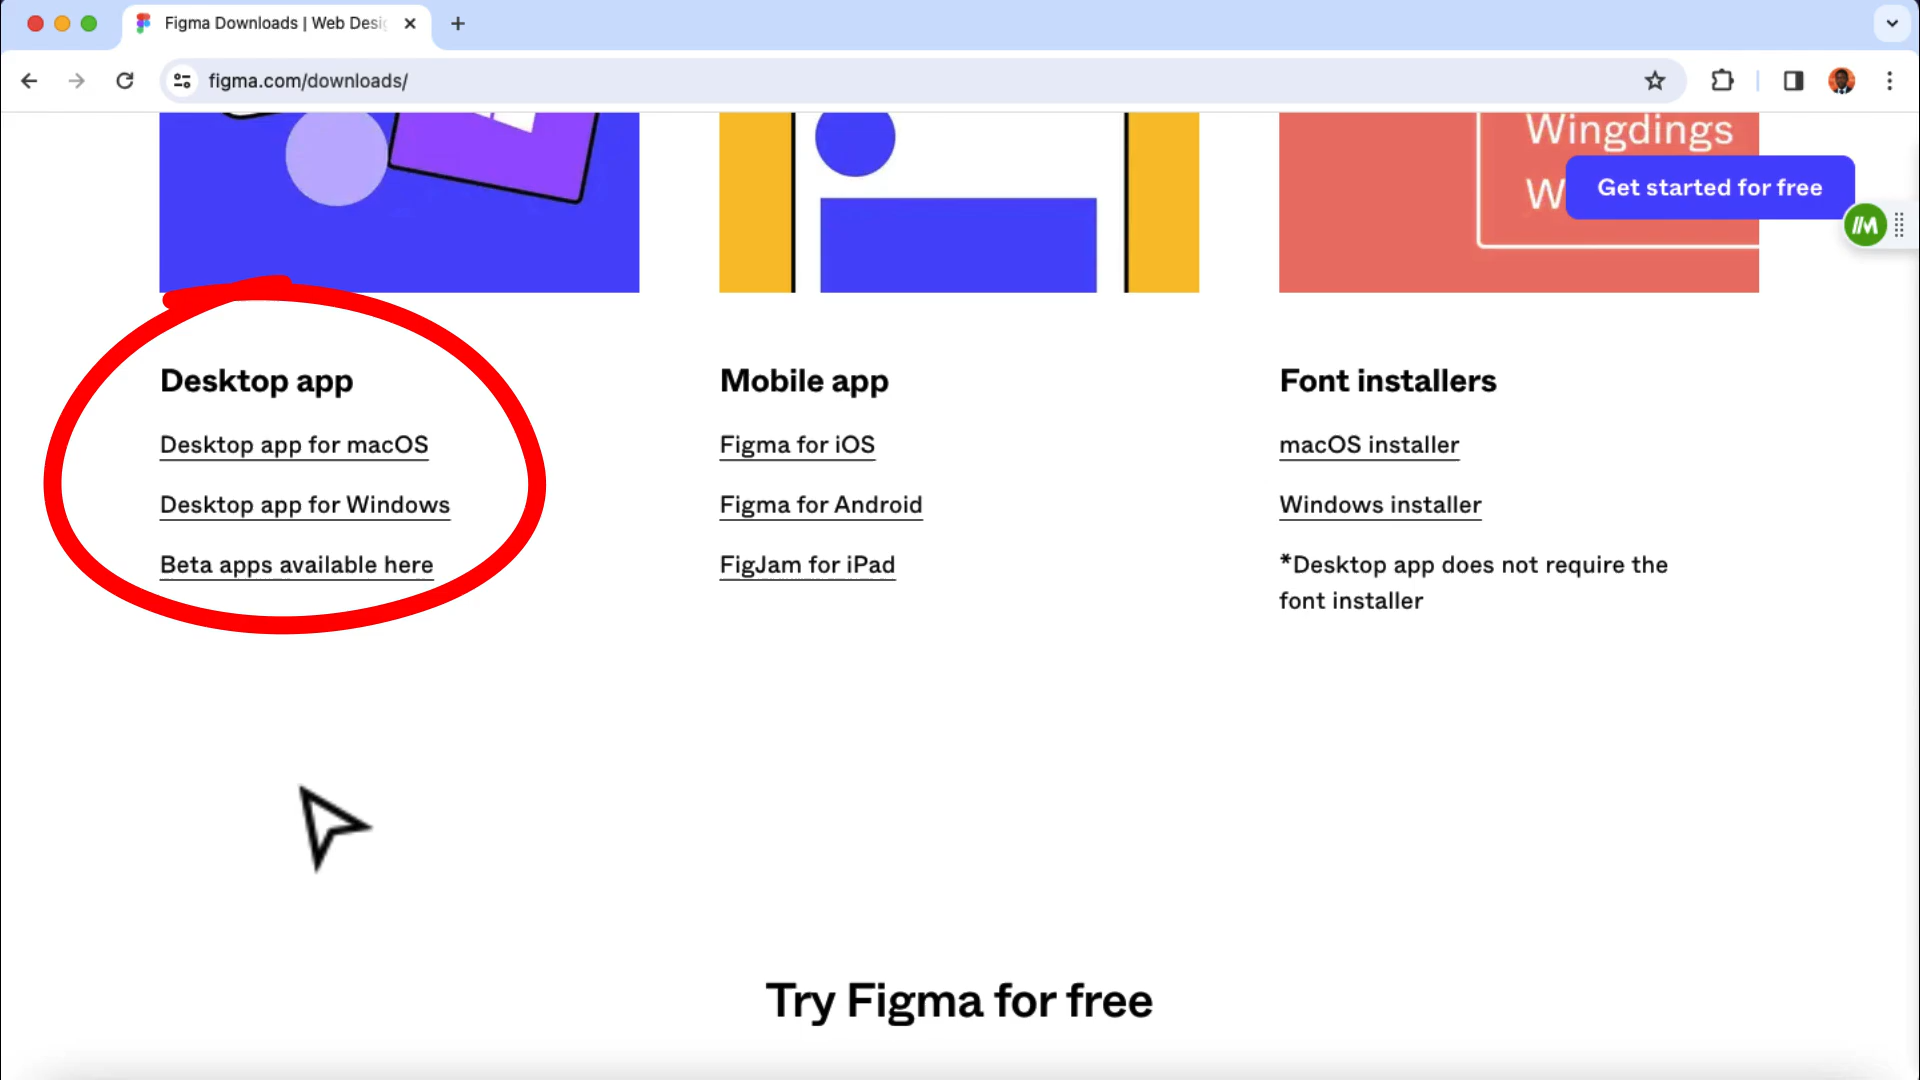 Figma Downloads | Web Desi
figma.com/downloads/
Wingdings
W
Get started for free
Desktop app
Desktop app for macOS
Desktop app for Windows
Beta apps available here
Mobile app
Figma for iOS
Figma for Android
FigJam for iPad
Font installers
macOS installer
Windows installer
*Desktop app does not require the
font installer
Try Figma for free